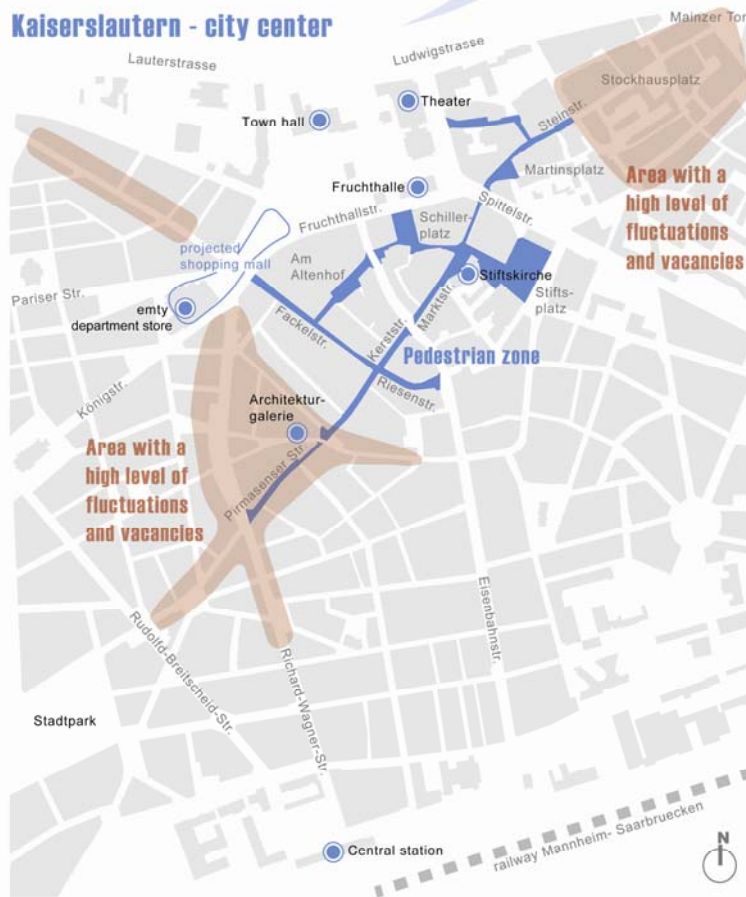 Kaiserslautern - city center
Mainzer Tor
Lauterstrasse
Ludwigstrasse
Stockhausplatz
Theater
Town hall
Steinstr.
Martinsplatz
Area with a
high level of
fluctuations
and vacancies
Fruchthalle
Spittelstr.
Fruchthallstr.
Schiller-
platz
projected
shopping mall
Am
Altenhof
Stiftskirche
Pariser Str.
emty
department store
Stifts-
platz
Fackelstr.
Kerststr.
Marktstr.
Pedestrian zone
Königstr.
Riesenstr.
Architektur-
galerie
Area with a
high level of
fluctuations
and vacancies
Pirmasenser Str
Eisenbahnstr.
Rudolfd-Breitscheid-Str.
Richard-Wagner-Str.
Stadtpark
Central station
railway Mannheim- Saarbruecken
N